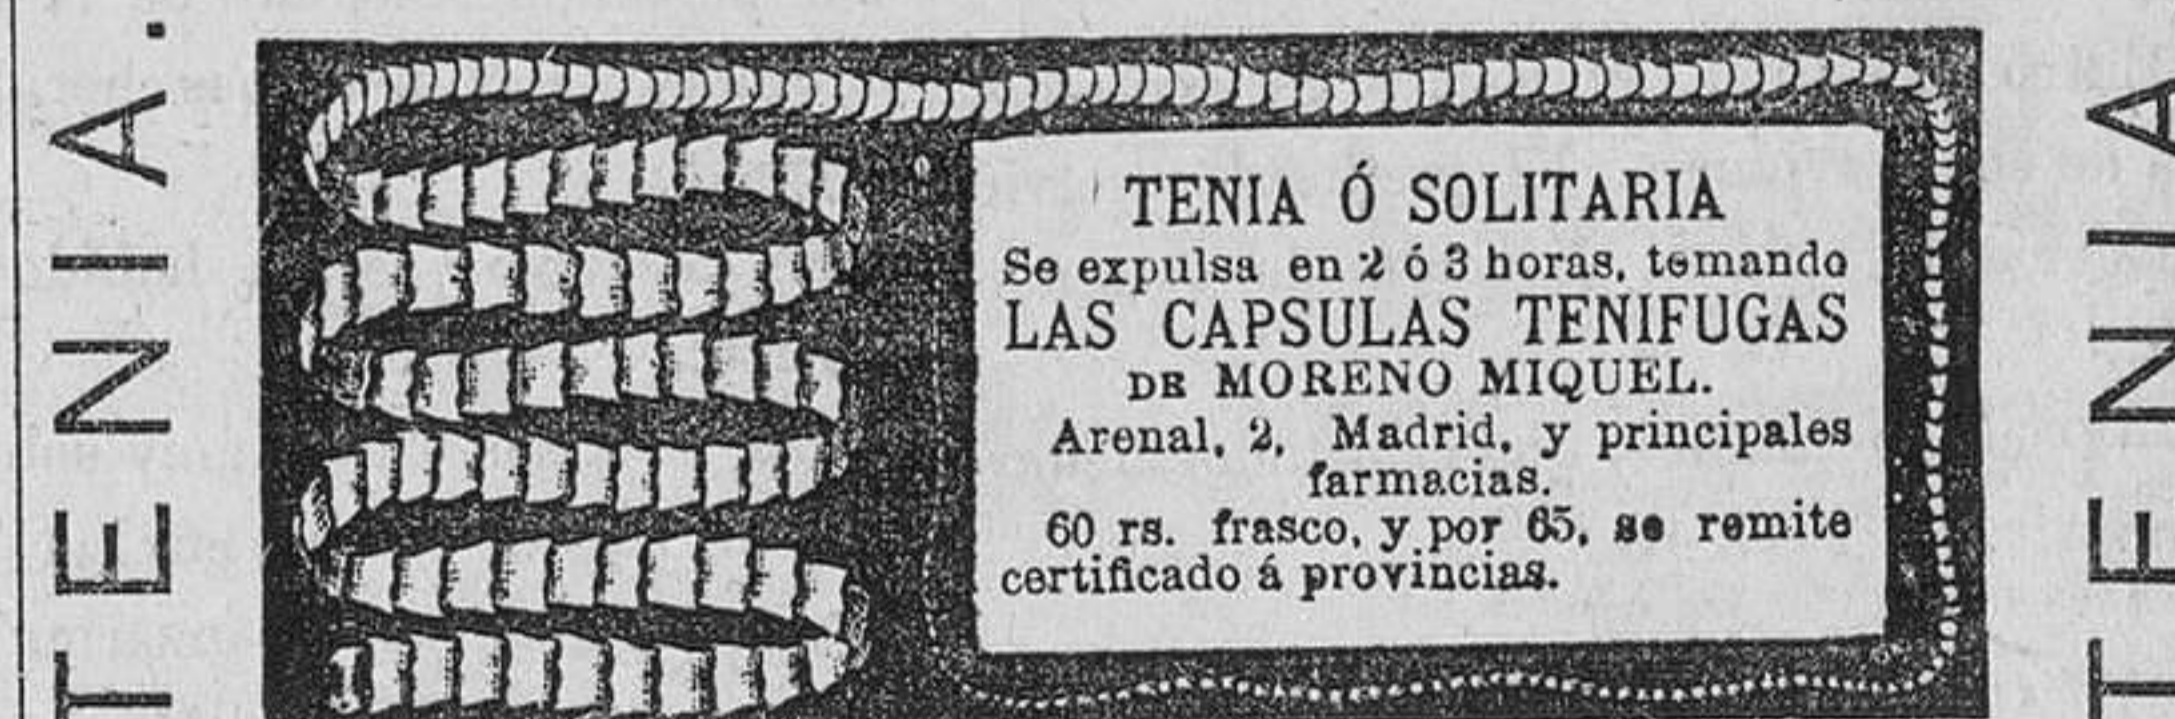 TENIA.
TENIA Ó SOLITARIA
Se expulsa en 2 ó 3 horas, tomando
LAS CAPSULAS TENIFUGAS
DE MORENO MIQUEL.
Arenal, 2, Madrid, y principales
farmacias.
60 rs. frasco, y por 65, se remite
certificado á provincias.
TENIA